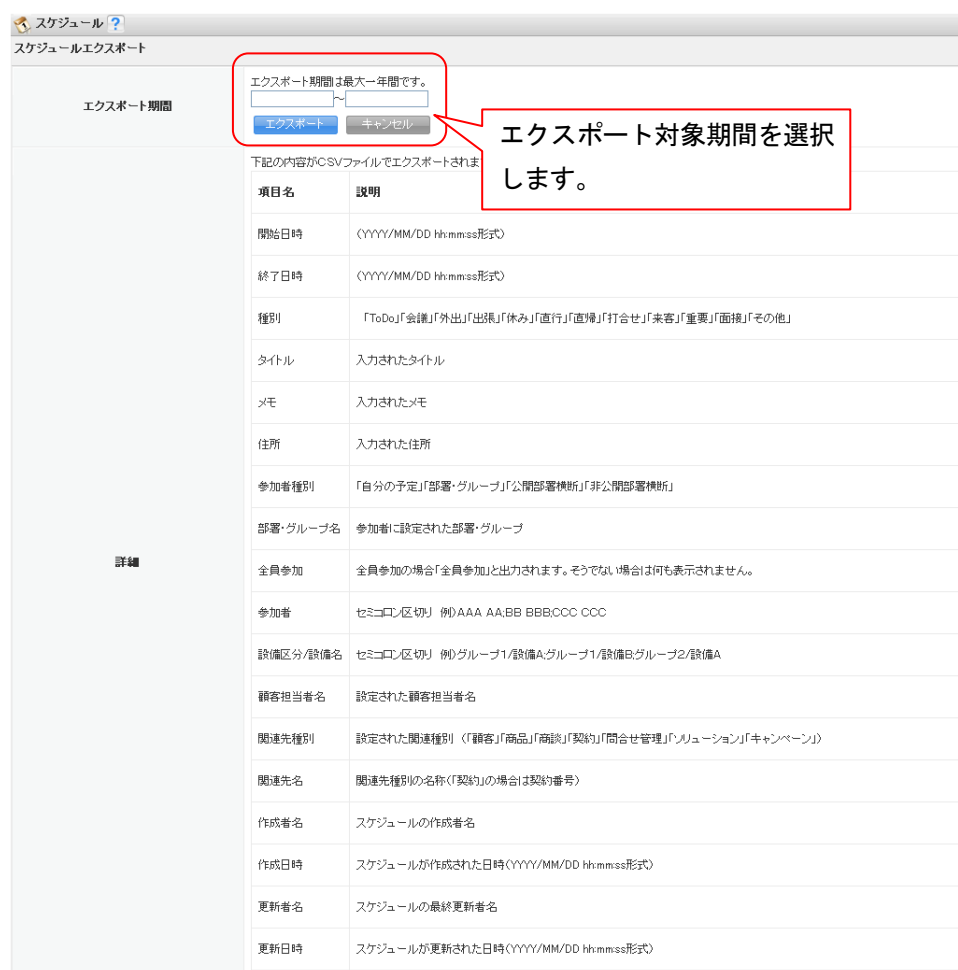 スケジュール ?
スケジュールエクスポート
エクスポート期間
エクスポート期間は最大一年間です。
～
エクスポート キャンセル
エクスポート対象期間を選択
します。
詳細
下記の内容がCSVファイルでエクスポートされま
項目名 説明
開始日時 (YYYY/MM/DD hh:mm:ss形式)
終了日時 (YYYY/MM/DD hh:mm:ss形式)
種別 「ToDo」「会議」「外出」「出張」「休み」「直行」「直帰」「打合せ」「来客」「重要」「面接」「その他」
タイトル 入力されたタイトル
メモ 入力されたメモ
住所 入力された住所
参加者種別 「自分の予定」「部署・グループ」「公開部署横断」「非公開部署横断」
部署・グループ名 参加者に設定された部署・グループ
全員参加 全員参加の場合「全員参加」と出力されます。そうでない場合は何も表示されません。
参加者 セミコロン区切り 例)AAA AA;BB BBB;CCC CCC
設備区分/設備名 セミコロン区切り 例)グループ1/設備A;グループ1/設備B;グループ2/設備A
顧客担当者名 設定された顧客担当者名
関連先種別 設定された関連種別 (「顧客」「商品」「商談」「契約」「問合せ管理」「ソリューション」「キャンペーン」)
関連先名 関連先種別の名称(「契約」の場合は契約番号)
作成者名 スケジュールの作成者名
作成日時 スケジュールが作成された日時(YYYY/MM/DD hh:mm:ss形式)
更新者名 スケジュールの最終更新者名
更新日時 スケジュールが更新された日時(YYYY/MM/DD hh:mm:ss形式)